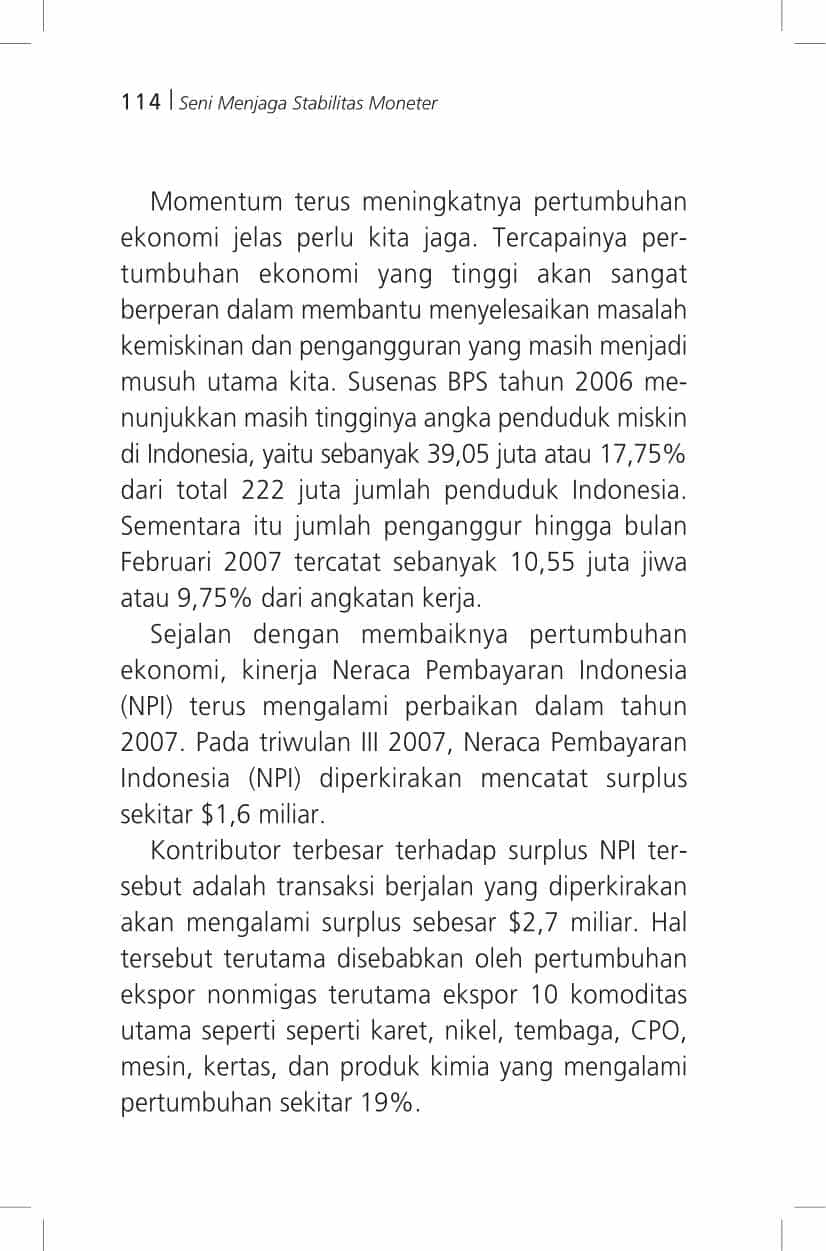 114 | Seni Menjaga Stabilitas Moneter
Momentum terus meningkatnya pertumbuhan
ekonomi jelas perlu kita jaga. Tercapainya per-
tumbuhan ekonomi yang tinggi akan sangat
berperan dalam membantu menyelesaikan masalah
kemiskinan dan pengangguran yang masih menjadi
musuh utama kita. Susenas BPS tahun 2006 me-
nunjukkan masih tingginya angka penduduk miskin
di Indonesia, yaitu sebanyak 39,05 juta atau 17,75%
dari total 222 juta jumlah penduduk Indonesia.
Sementara itu jumlah penganggur hingga bulan
Februari 2007 tercatat sebanyak 10,55 juta jiwa
atau 9,75% dari angkatan kerja.
Sejalan dengan membaiknya pertumbuhan
ekonomi, kinerja Neraca Pembayaran Indonesia
(NPI) terus mengalami perbaikan dalam tahun
2007. Pada triwulan III 2007, Neraca Pembayaran
Indonesia (NPI) diperkirakan mencatat surplus
sekitar $1,6 miliar.
Kontributor terbesar terhadap surplus NPI ter-
sebut adalah transaksi berjalan yang diperkirakan
akan mengalami surplus sebesar $2,7 miliar. Hal
tersebut terutama disebabkan oleh pertumbuhan
ekspor nonmigas terutama ekspor 10 komoditas
utama seperti seperti karet, nikel, tembaga, CPO,
mesin, kertas, dan produk kimia yang mengalami
pertumbuhan sekitar 19%.